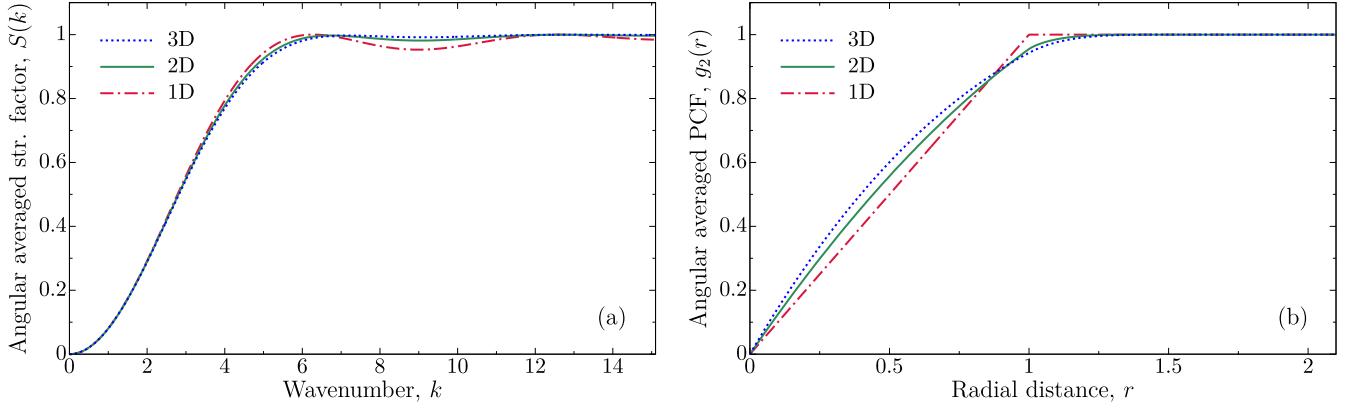 Angular averaged str. factor, S(k)
1
0.8
0.6
0.4
0.2
0
3D
2D
1D
(a)
0 2 4 6 8 10 12 14
Wavenumber, k
Angular averaged PCF, g₂(r)
1
0.8
0.6
0.4
0.2
0
3D
2D
1D
(b)
0 0.5 1 1.5 2
Radial distance, r